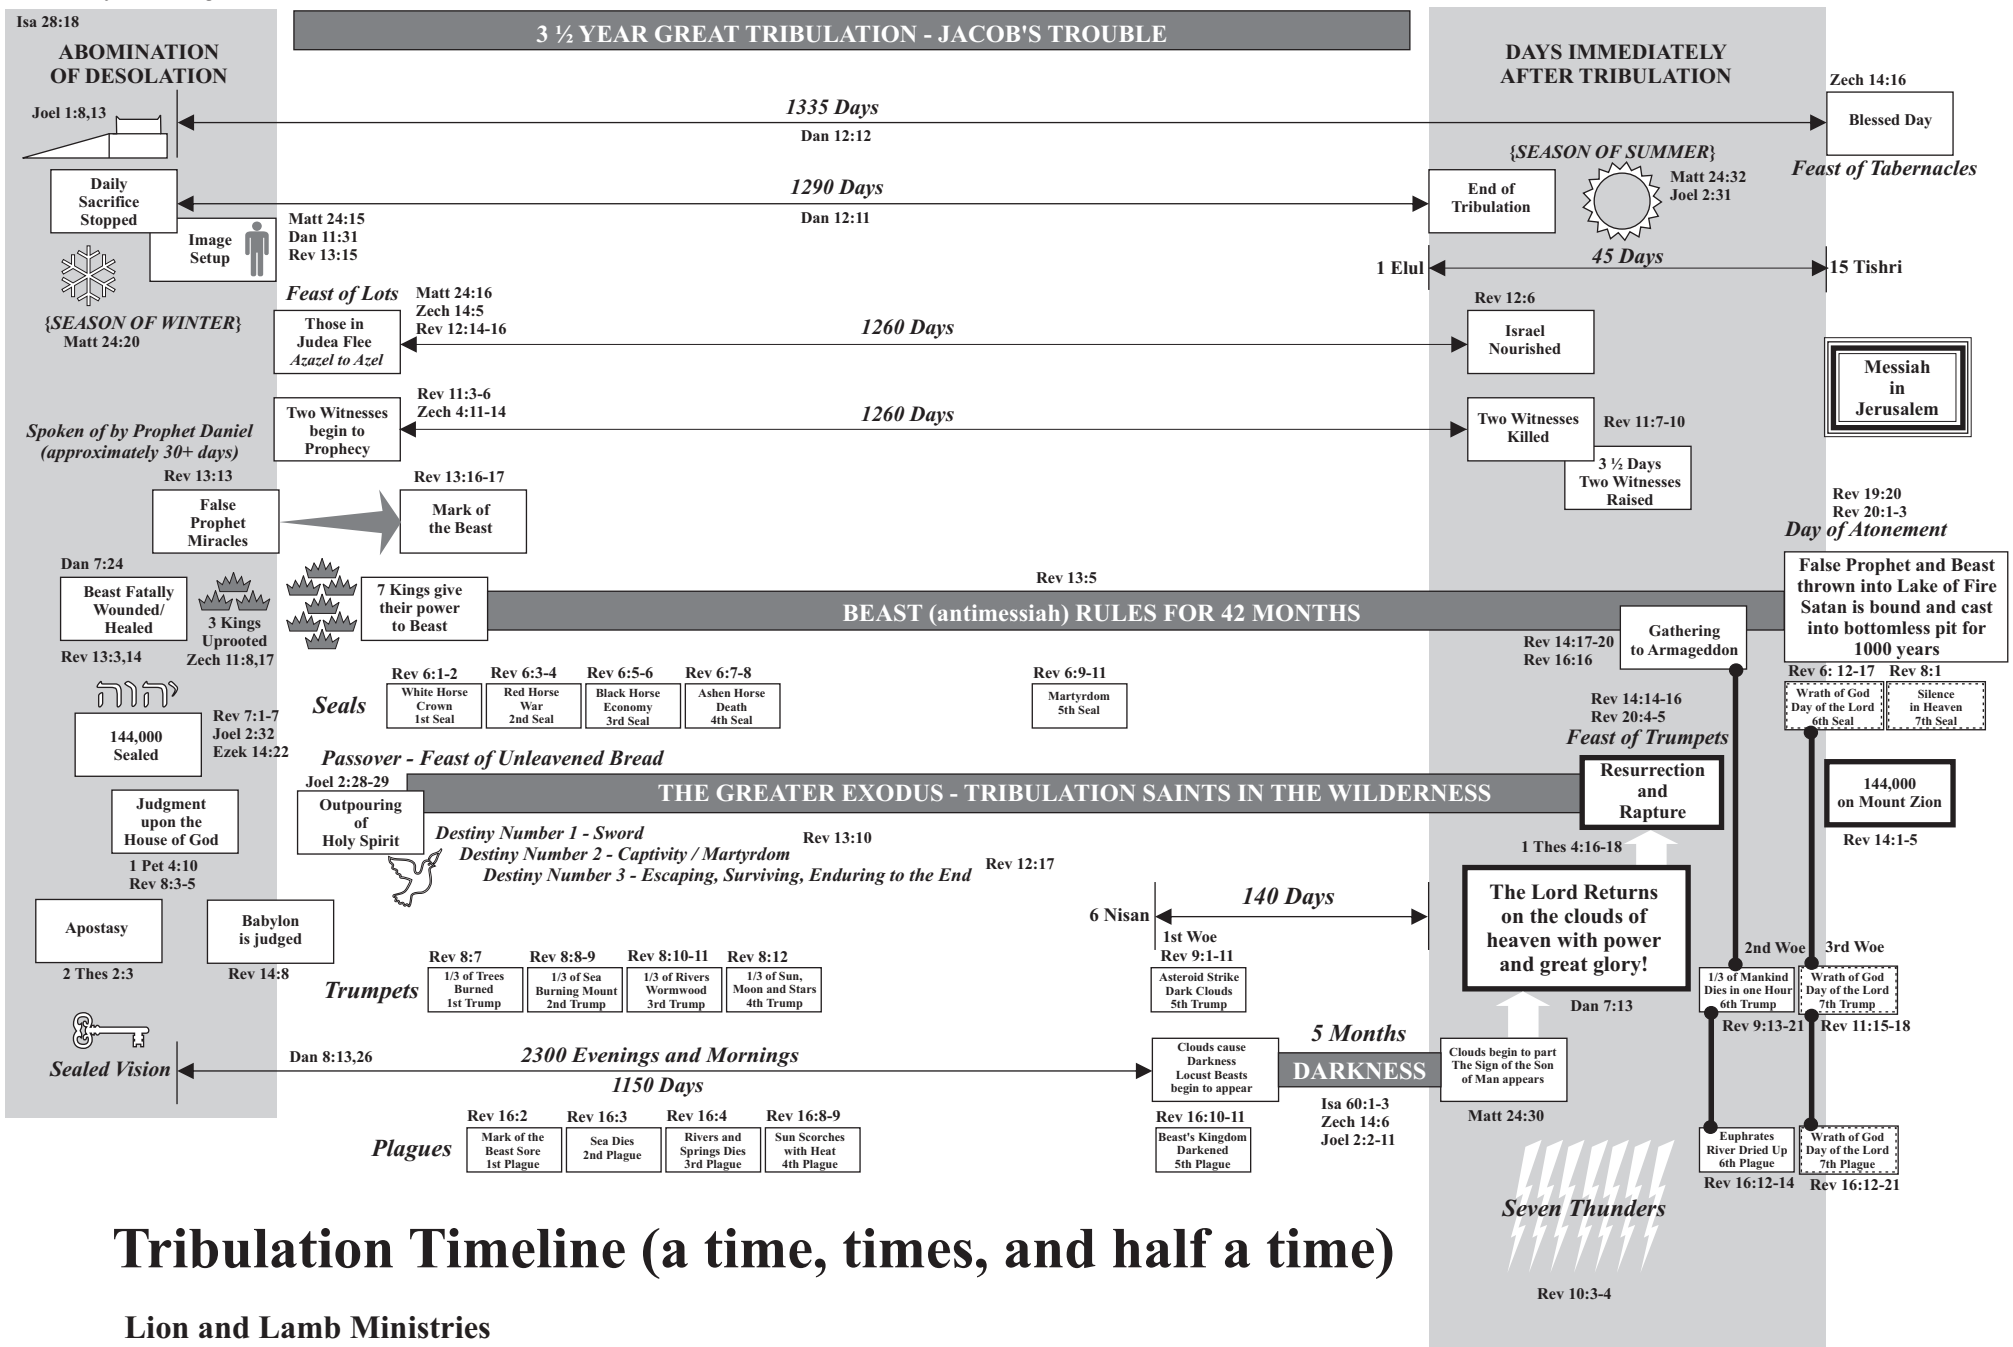 Isa 28:18
3 ½ YEAR GREAT TRIBULATION - JACOB'S TROUBLE
ABOMINATION
OF DESOLATION
DAYS IMMEDIATELY
AFTER TRIBULATION
Joel 1:8,13
1335 Days
Dan 12:12
Zech 14:16
Blessed Day
Feast of Tabernacles
Daily
Sacrifice
Stopped
1290 Days
Dan 12:11
{SEASON OF SUMMER}
End of
Tribulation
Matt 24:32
Joel 2:31
Image
Setup
Matt 24:15
Dan 11:31
Rev 13:15
1 Elul
45 Days
15 Tishri
{SEASON OF WINTER}
Matt 24:20
Feast of Lots
Matt 24:16
Zech 14:5
Rev 12:14-16
Those in
Judea Flee
Azazel to Azel
1260 Days
Rev 12:6
Israel
Nourished
Messiah
in
Jerusalem
Spoken of by Prophet Daniel
(approximately 30+ days)
Rev 11:3-6
Zech 4:11-14
Two Witnesses
begin to
Prophecy
1260 Days
Two Witnesses
Killed
Rev 11:7-10
3 ½ Days
Two Witnesses
Raised
Rev 13:13
False
Prophet
Miracles
Rev 13:16-17
Mark of
the Beast
Rev 19:20
Rev 20:1-3
Day of Atonement
Dan 7:24
Beast Fatally
Wounded/
Healed
Rev 13:3,14
3 Kings
Uprooted
Zech 11:8,17
7 Kings give
their power
to Beast
Rev 13:5
BEAST (antimessiah) RULES FOR 42 MONTHS
Rev 14:17-20
Rev 16:16
Gathering
to Armageddon
False Prophet and Beast
thrown into Lake of Fire
Satan is bound and cast
into bottomless pit for
1000 years
יהוה
144,000
Sealed
Rev 7:1-7
Joel 2:32
Ezek 14:22
Seals
Rev 6:1-2
White Horse
Crown
1st Seal
Rev 6:3-4
Red Horse
War
2nd Seal
Rev 6:5-6
Black Horse
Economy
3rd Seal
Rev 6:7-8
Ashen Horse
Death
4th Seal
Rev 6:9-11
Martyrdom
5th Seal
Rev 6: 12-17
Wrath of God
Day of the Lord
6th Seal
Rev 8:1
Silence
in Heaven
7th Seal
Judgment
upon the
House of God
1 Pet 4:10
Rev 8:3-5
Passover - Feast of Unleavened Bread
Joel 2:28-29
Outpouring
of
Holy Spirit
THE GREATER EXODUS - TRIBULATION SAINTS IN THE WILDERNESS
Rev 14:14-16
Rev 20:4-5
Feast of Trumpets
Resurrection
and
Rapture
1 Thes 4:16-18
144,000
on Mount Zion
Rev 14:1-5
Destiny Number 1 - Sword
Rev 13:10
Destiny Number 2 - Captivity / Martyrdom
Destiny Number 3 - Escaping, Surviving, Enduring to the End
Rev 12:17
Apostasy
2 Thes 2:3
Babylon
is judged
Rev 14:8
6 Nisan
140 Days
The Lord Returns
on the clouds of
heaven with power
and great glory!
Dan 7:13
Trumpets
Rev 8:7
1/3 of Trees
Burned
1st Trump
Rev 8:8-9
1/3 of Sea
Burning Mount
2nd Trump
Rev 8:10-11
1/3 of Rivers
Wormwood
3rd Trump
Rev 8:12
1/3 of Sun,
Moon and Stars
4th Trump
1st Woe
Rev 9:1-11
Asteroid Strike
Dark Clouds
5th Trump
2nd Woe
1/3 of Mankind
Dies in one Hour
6th Trump
Rev 9:13-21
3rd Woe
Wrath of God
Day of the Lord
7th Trump
Rev 11:15-18
Sealed Vision
Dan 8:13,26
2300 Evenings and Mornings
1150 Days
Clouds cause
Darkness
Locust Beasts
begin to appear
5 Months
DARKNESS
Isa 60:1-3
Zech 14:6
Joel 2:2-11
Clouds begin to part
The Sign of the Son
of Man appears
Matt 24:30
Plagues
Rev 16:2
Mark of the
Beast Sore
1st Plague
Rev 16:3
Sea Dies
2nd Plague
Rev 16:4
Rivers and
Springs Dies
3rd Plague
Rev 16:8-9
Sun Scorches
with Heat
4th Plague
Rev 16:10-11
Beast's Kingdom
Darkened
5th Plague
Euphrates
River Dried Up
6th Plague
Rev 16:12-14
Wrath of God
Day of the Lord
7th Plague
Rev 16:12-21
Seven Thunders
Rev 10:3-4
Tribulation Timeline (a time, times, and half a time)
Lion and Lamb Ministries